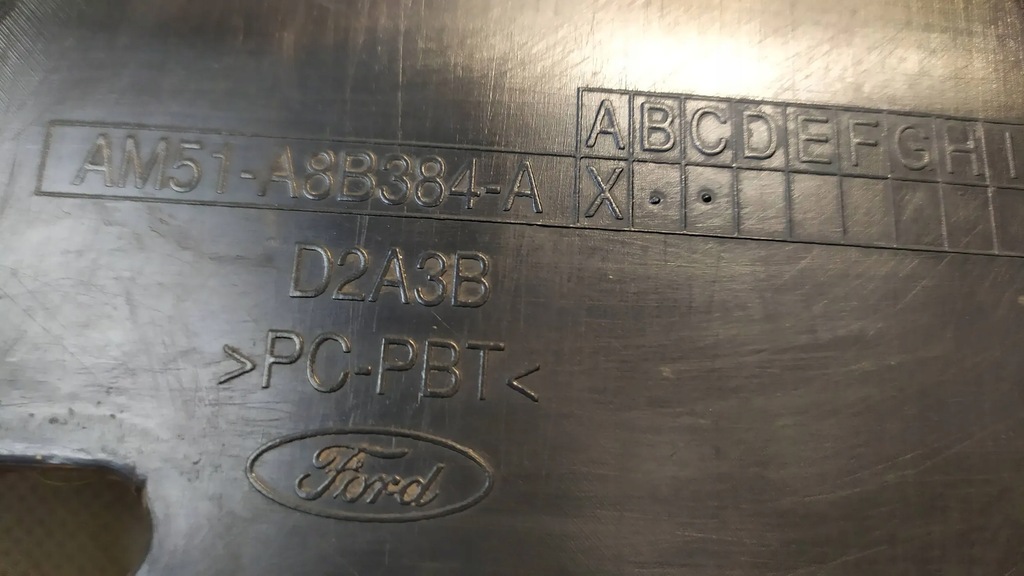 AM51-A8B384-A
A B C D E F G H I
X . .
D2A3B
>PC-PBT<
Ford